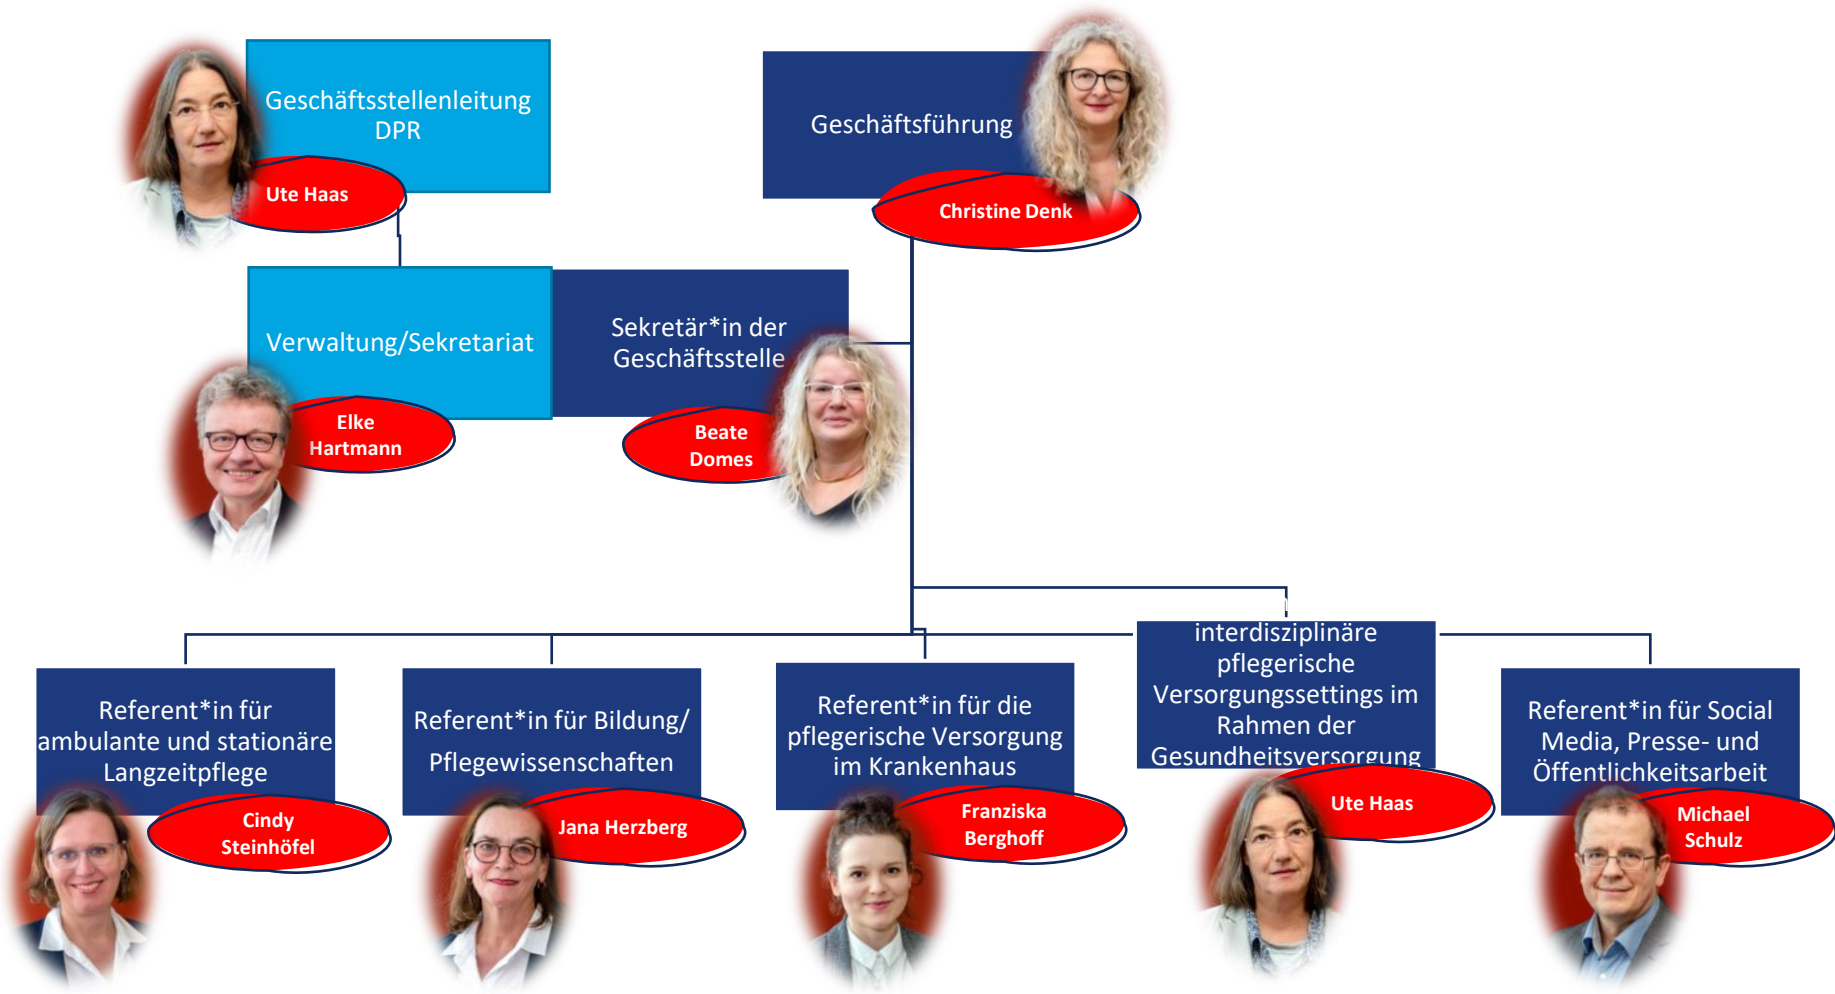 Geschäftsstellenleitung
DPR
Ute Haas
Geschäftsführung
Christine Denk
Verwaltung/Sekretariat
Elke
Hartmann
Sekretär*in der
Geschäftsstelle
Beate
Domes
Referent*in für
ambulante und stationäre
Langzeitpflege
Cindy
Steinhöfel
Referent*in für Bildung/
Pflegewissenschaften
Jana Herzberg
Referent*in für die
pflegerische Versorgung
im Krankenhaus
Franziska
Berghoff
interdisziplinäre
pflegerische
Versorgungssettings im
Rahmen der
Gesundheitsversorgung
Ute Haas
Referent*in für Social
Media, Presse- und
Öffentlichkeitsarbeit
Michael
Schulz